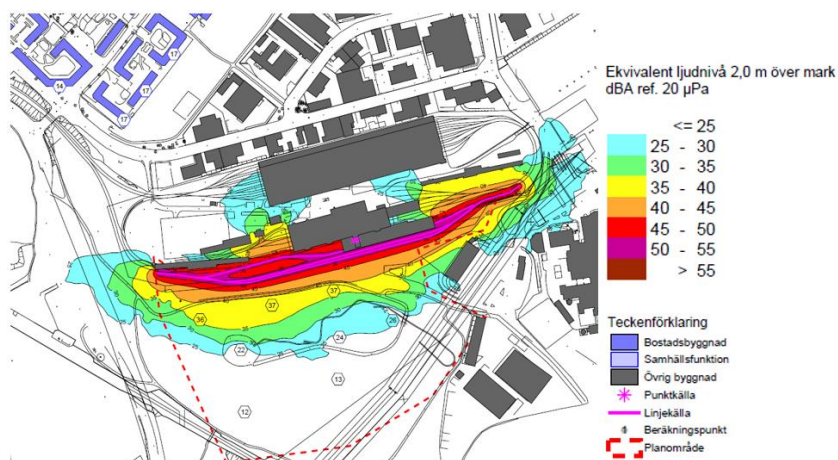 Ekvivalent ljudnivå 2,0 m över mark
dBA ref. 20 µPa
<= 25
25 - 30
30 - 35
35 - 40
40 - 45
45 - 50
50 - 55
> 55
Teckenförklaring
Bostadsbyggnad
Samhällsfunktion
Övrig byggnad
Punktkälla
Linjekälla
Beräkningspunkt
Planområde
17
14
17
17
37
37
36
28
24
22
13
12